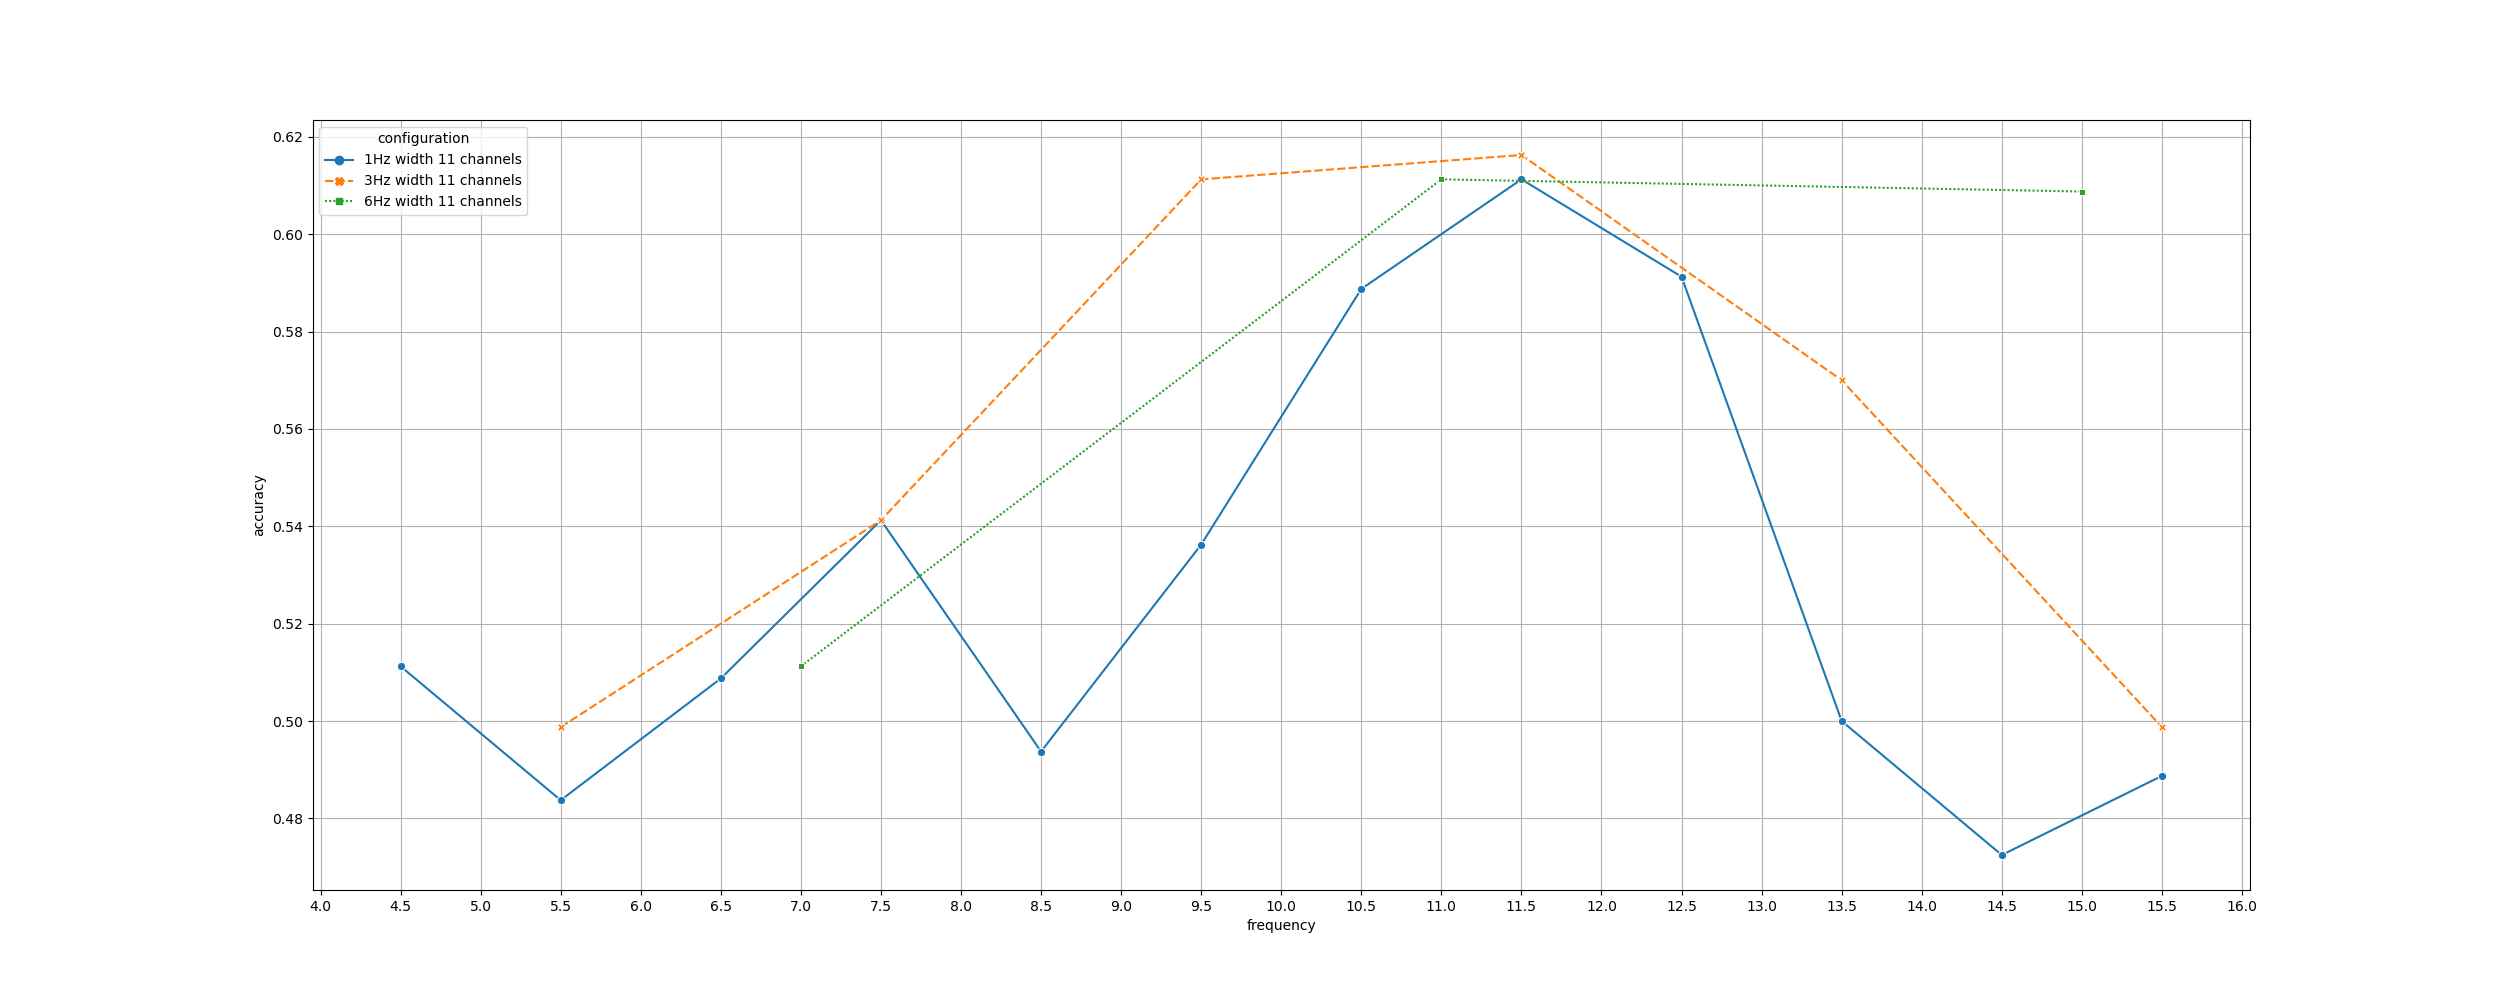 configuration
1Hz width 11 channels
3Hz width 11 channels
6Hz width 11 channels
0.62
0.60
0.58
0.56
0.54
0.52
0.50
0.48
accuracy
4.0 4.5 5.0 5.5 6.0 6.5 7.0 7.5 8.0 8.5 9.0 9.5 10.0 10.5 11.0 11.5 12.0 12.5 13.0 13.5 14.0 14.5 15.0 15.5 16.0
frequency